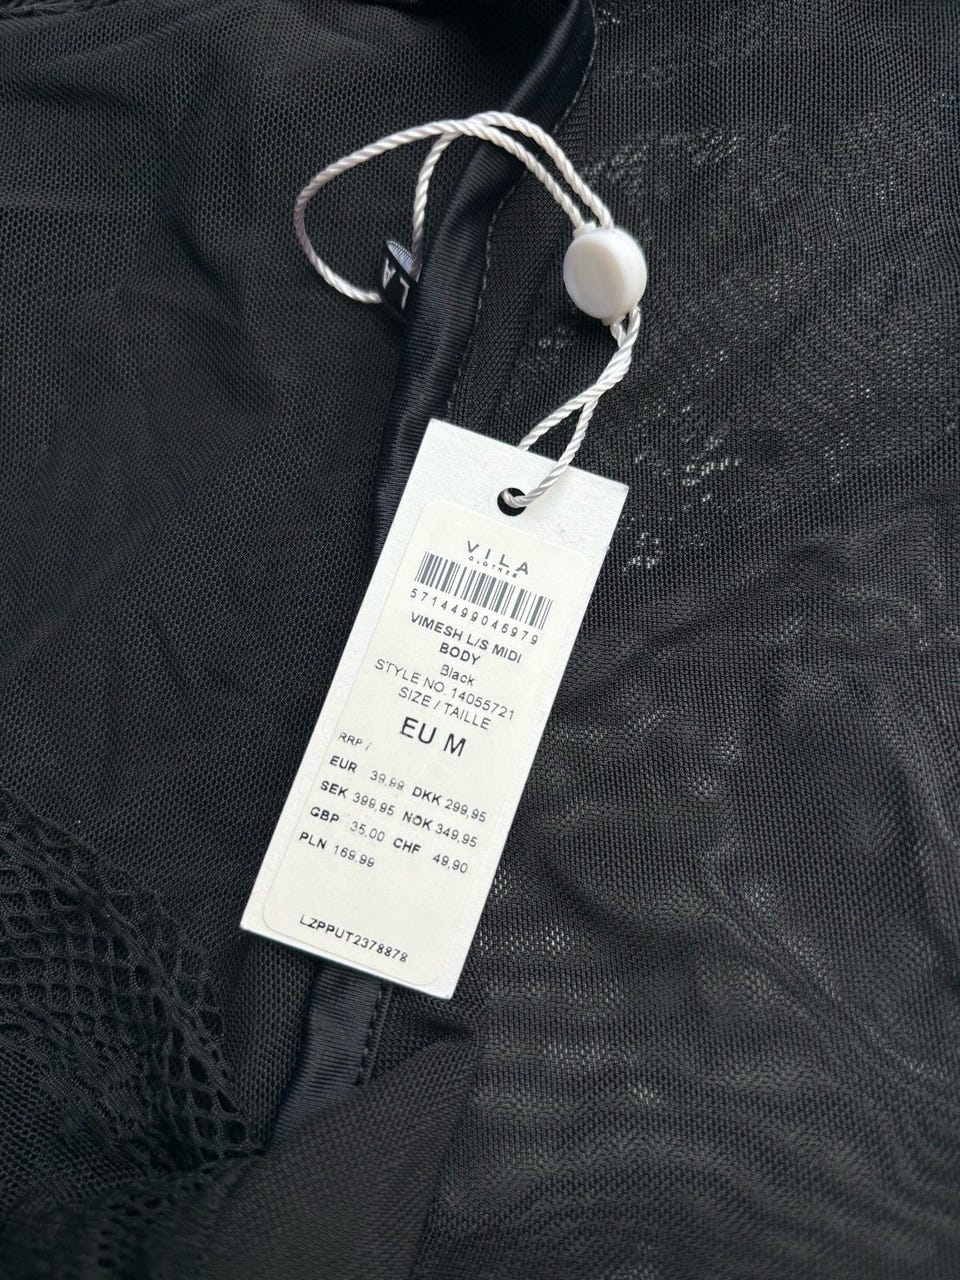 LA
VILA
CLOTHES
5714499046979
VIMESH L/S MIDI
BODY
Black
STYLE NO. 14055721
SIZE / TAILLE
EU M
RRP /
EUR 39,99 DKK 299,95
SEK 399,95 NOK 349,95
GBP 35,00 CHF 49,90
PLN 169,99
LZPPUT2378878